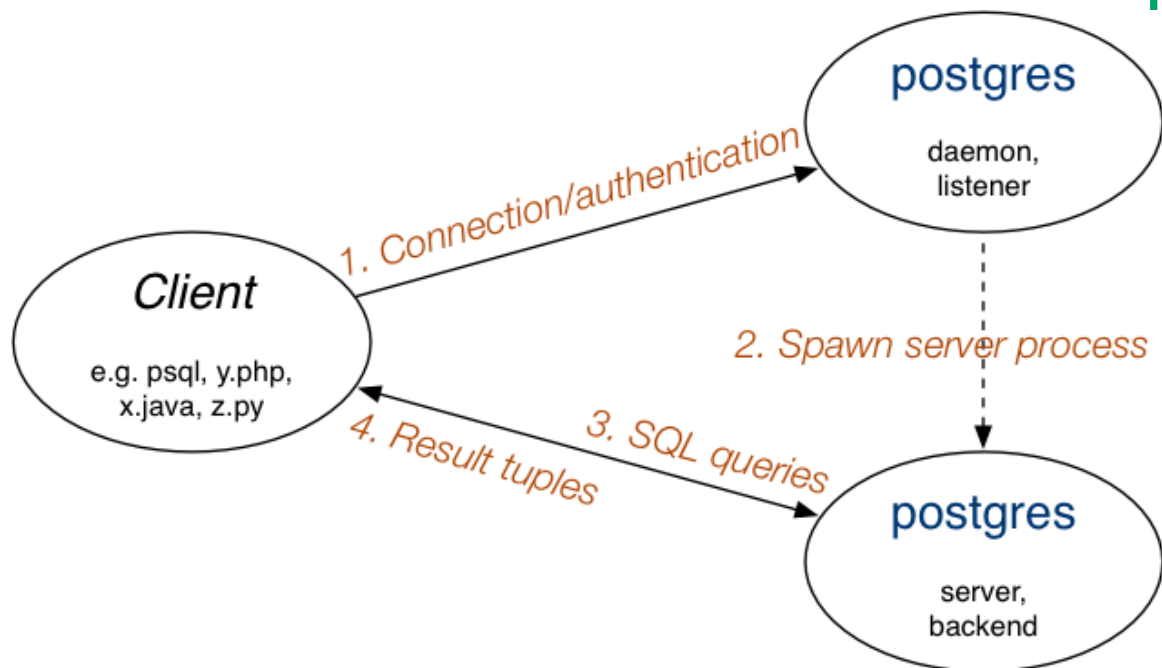 postgres
daemon,
listener
1. Connection/authentication
Client
e.g. psql, y.php,
x.java, z.py
2. Spawn server process
3. SQL queries
4. Result tuples
postgres
server,
backend